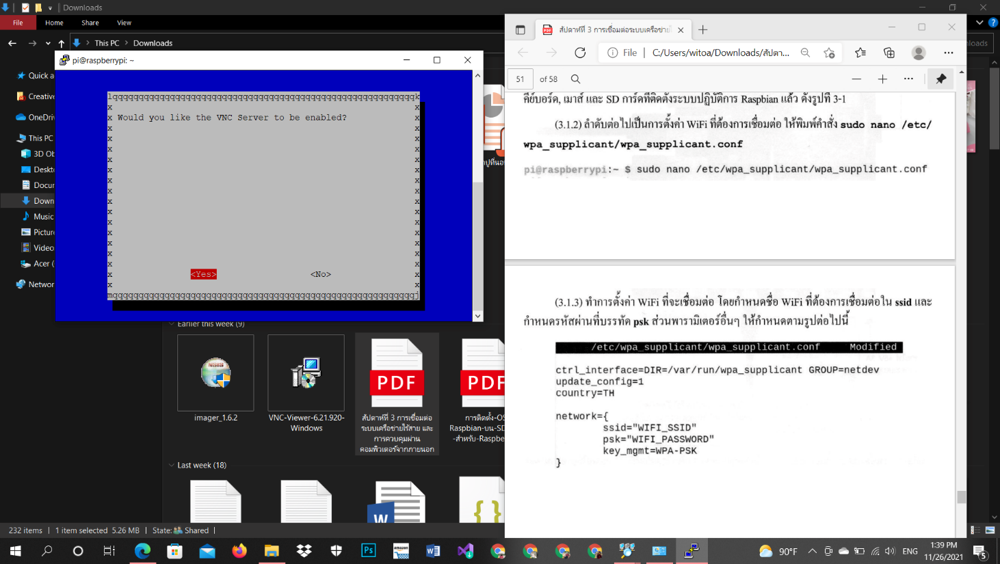 Downloads
File
Home
Share
View
This PC
Downloads
Quick a
Creative
OneDriv
This PC
3D Ob
Deskto
Docun
Down
Music
Picture
Video
Acer (
Networ
pi@raspberrypi: ~
lqqqqqqqqqqqqqqqqqqqqqqqqqqqqqqqqqqqqqqqqqqqqqqqqqqqqqqqqqqk
x Would you like the VNC Server to be enabled?
<Yes>
<No>
mqqqqqqqqqqqqqqqqqqqqqqqqqqqqqqqqqqqqqqqqqqqqqqqqqqqqqqqqqqj
Earlier this week (9)
imager_1.6.2
VNC-Viewer-6.21.920-
Windows
PDF
สัปดาห์ที่ 3 การเชื่อมต่อ
ระบบเครือข่ายไร้สาย และ
การควบคุมผ่าน
คอมพิวเตอร์จากภายนอก
PDF
การติดตั้ง-OS
Raspbian-บน-SD
-สำหรับ-Raspbe
Last week (18)
232 items
1 item selected 5.26 MB
State:
Shared
สัปดาห์ที่ 3 การเชื่อมต่อระบบเครือข่าย
File
C:/Users/witoa/Downloads/สัปดา...
51
of 58
คีย์บอร์ด, เมาส์ และ SD การ์ดที่ติดตั้งระบบปฏิบัติการ Raspbian แล้ว ดังรูปที่ 3-1
(3.1.2) ลำดับต่อไปเป็นการตั้งค่า WiFi ที่ต้องการเชื่อมต่อ ให้พิมพ์คำสั่ง sudo nano /etc/
wpa_supplicant/wpa_supplicant.conf
pi@raspberrypi:~ $ sudo nano /etc/wpa_supplicant/wpa_supplicant.conf
(3.1.3) ทำการตั้งค่า WiFi ที่จะเชื่อมต่อ โดยกำหนดชื่อ WiFi ที่ต้องการเชื่อมต่อใน ssid และ
กำหนดรหัสผ่านที่บรรทัด psk ส่วนพารามิเตอร์อื่นๆ ให้กำหนดตามรูปต่อไปนี้
/etc/wpa_supplicant/wpa_supplicant.conf Modified
ctrl_interface=DIR=/var/run/wpa_supplicant GROUP=netdev
update_config=1
country=TH
network={
ssid="WIFI_SSID"
psk="WIFI_PASSWORD"
key_mgmt=WPA-PSK
}
90°F
ENG
1:39 PM
11/26/2021
5